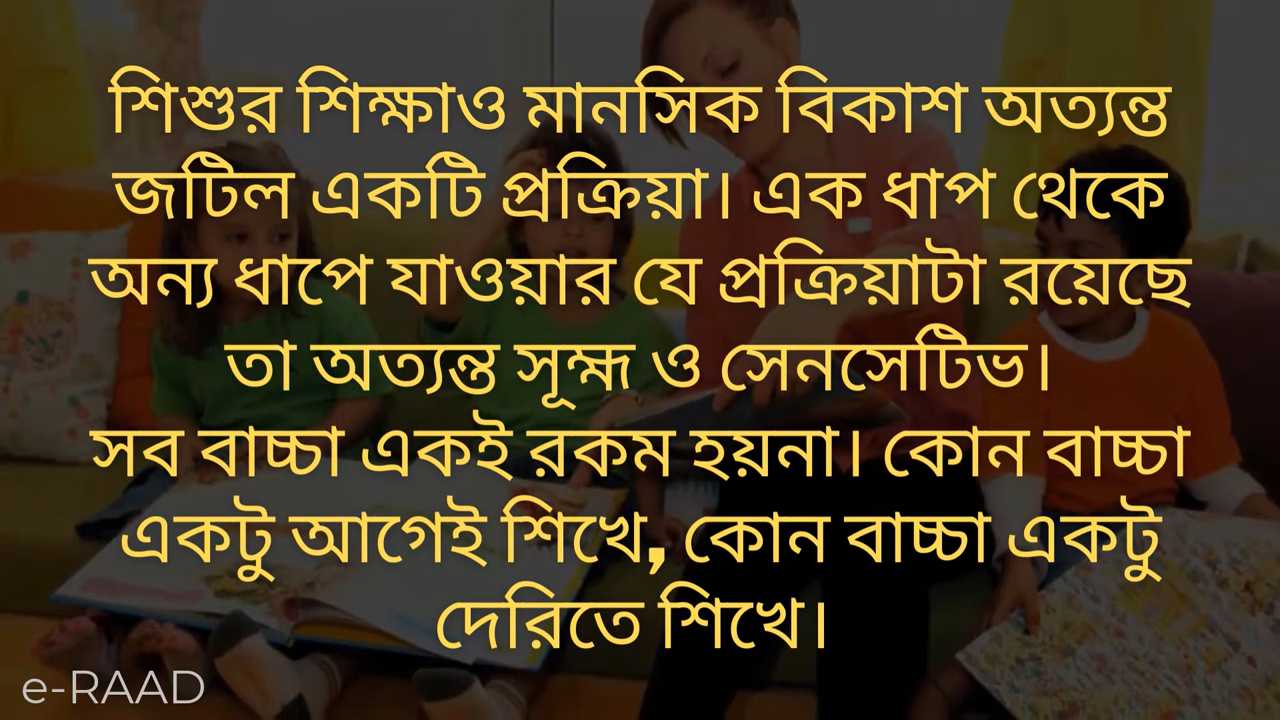 শিশুর শিক্ষাও মানসিক বিকাশ অত্যন্ত
জটিল একটি প্রক্রিয়া। এক ধাপ থেকে
অন্য ধাপে যাওয়ার যে প্রক্রিয়াটা রয়েছে
তা অত্যন্ত সূহ্ম ও সেনসেটিভ।
সব বাচ্চা একই রকম হয়না। কোন বাচ্চা
একটু আগেই শিখে, কোন বাচ্চা একটু
দেরিতে শিখে।
e-RAAD